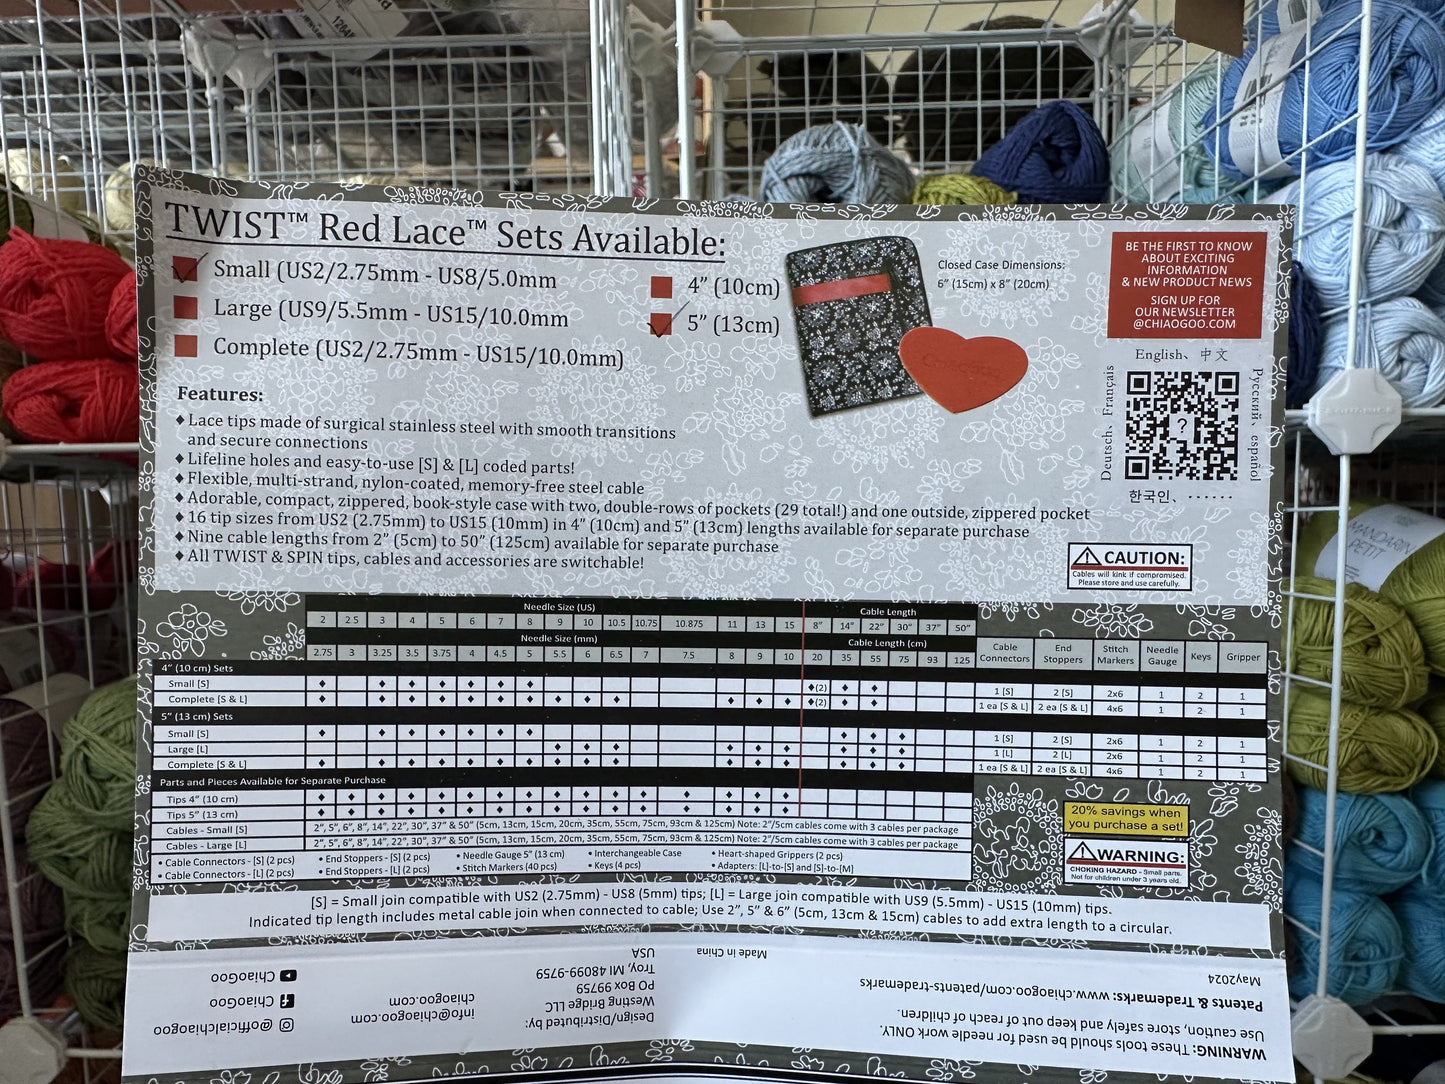 TWIST™ Red Lace™ Sets Available:
Small (US2/2.75mm - US8/5.0mm
Large (US9/5.5mm - US15/10.0mm
Complete (US2/2.75mm - US15/10.0mm)
4” (10cm)
5” (13cm)
Closed Case Dimensions:
6” (15cm) x 8” (20cm)
BE THE FIRST TO KNOW
ABOUT EXCITING
INFORMATION
& NEW PRODUCT NEWS
SIGN UP FOR
OUR NEWSLETTER
@CHIAOGOO.COM
English、中文
Deutsch、Français
Русский、español
?
한국인、······
Features:
♦ Lace tips made of surgical stainless steel with smooth transitions
and secure connections
♦ Lifeline holes and easy-to-use [S] & [L] coded parts!
♦ Flexible, multi-strand, nylon-coated, memory-free steel cable
♦ Adorable, compact, zippered, book-style case with two, double-rows of pockets (29 total!) and one outside, zippered pocket
♦ 16 tip sizes from US2 (2.75mm) to US15 (10mm) in 4” (10cm) and 5” (13cm) lengths available for separate purchase
♦ Nine cable lengths from 2” (5cm) to 50” (125cm) available for separate purchase
♦ All TWIST & SPIN tips, cables and accessories are switchable!
CAUTION:
Cables will kink if compromised.
Please store and use carefully.
Needle Size (US) Cable Length
2 2.5 3 4 5 6 7 8 9 10 10.5 10.75 10.875 11 13 15 8” 14” 22” 30” 37” 50”
Needle Size (mm) Cable Length (cm)
2.75 3 3.25 3.5 3.75 4 4.5 5 5.5 6 6.5 7 7.5 8 9 10 20 35 55 75 93 125
Cable Connectors End Stoppers Stitch Markers Needle Gauge Keys Gripper
4” (10 cm) Sets
Small [S] ♦ ♦ ♦ ♦ ♦ ♦ ♦ ♦(2) ♦ ♦ 1 [S] 2 [S] 2x6 1 2 1
Complete [S & L] ♦ ♦ ♦ ♦ ♦ ♦ ♦ ♦ ♦ ♦ ♦ ♦ ♦ ♦(2) ♦ ♦ 1 ea [S & L] 2 ea [S & L] 4x6 1 2 1
5” (13 cm) Sets
Small [S] ♦ ♦ ♦ ♦ ♦ ♦ ♦ ♦ ♦ ♦ 1 [S] 2 [S] 2x6 1 2 1
Large [L] ♦ ♦ ♦ ♦ ♦ ♦ ♦ ♦ ♦ 1 [L] 2 [L] 2x6 1 2 1
Complete [S & L] ♦ ♦ ♦ ♦ ♦ ♦ ♦ ♦ ♦ ♦ ♦ ♦ ♦ ♦ ♦ ♦ 1 ea [S & L] 2 ea [S & L] 4x6 1 2 1
Parts and Pieces Available for Separate Purchase
Tips 4” (10 cm) ♦ ♦ ♦ ♦ ♦ ♦ ♦ ♦ ♦ ♦ ♦ ♦ ♦ ♦ ♦ ♦
Tips 5” (13 cm) ♦ ♦ ♦ ♦ ♦ ♦ ♦ ♦ ♦ ♦ ♦ ♦ ♦ ♦ ♦ ♦
Cables - Small [S] 2”, 5”, 6”, 8”, 14”, 22”, 30”, 37” & 50” (5cm, 13cm, 15cm, 20cm, 35cm, 55cm, 75cm, 93cm & 125cm) Note: 2”/5cm cables come with 3 cables per package
Cables - Large [L] 2”, 5”, 6”, 8”, 14”, 22”, 30”, 37” & 50” (5cm, 13cm, 15cm, 20cm, 35cm, 55cm, 75cm, 93cm & 125cm) Note: 2”/5cm cables come with 3 cables per package
• Cable Connectors - [S] (2 pcs) • End Stoppers - [S] (2 pcs) • Needle Gauge 5” (13 cm) • Interchangeable Case • Heart-shaped Grippers (2 pcs)
• Cable Connectors - [L] (2 pcs) • End Stoppers - [L] (2 pcs) • Stitch Markers (40 pcs) • Keys (4 pcs) • Adapters: [L]-to-[S] and [S]-to-[M]
20% savings when
you purchase a set!
WARNING:
CHOKING HAZARD - Small parts.
Not for children under 3 years old.
[S] = Small join compatible with US2 (2.75mm) - US8 (5mm) tips; [L] = Large join compatible with US9 (5.5mm) - US15 (10mm) tips.
Indicated tip length includes metal cable join when connected to cable; Use 2”, 5” & 6” (5cm, 13cm & 15cm) cables to add extra length to a circular.
WARNING: These tools should be used for needle work ONLY.
Use caution, store safely and keep out of reach of children.
Patents & Trademarks: www.chiaogoo.com/patents-trademarks
May2024
Made in China
Design/Distributed by:
Westing Bridge LLC
PO Box 99759
Troy, MI 48099-9759
USA
info@chiaogoo.com
chiaogoo.com
@officialchiaogoo
ChiaoGoo
ChiaoGoo
MANDARIN
PETIT